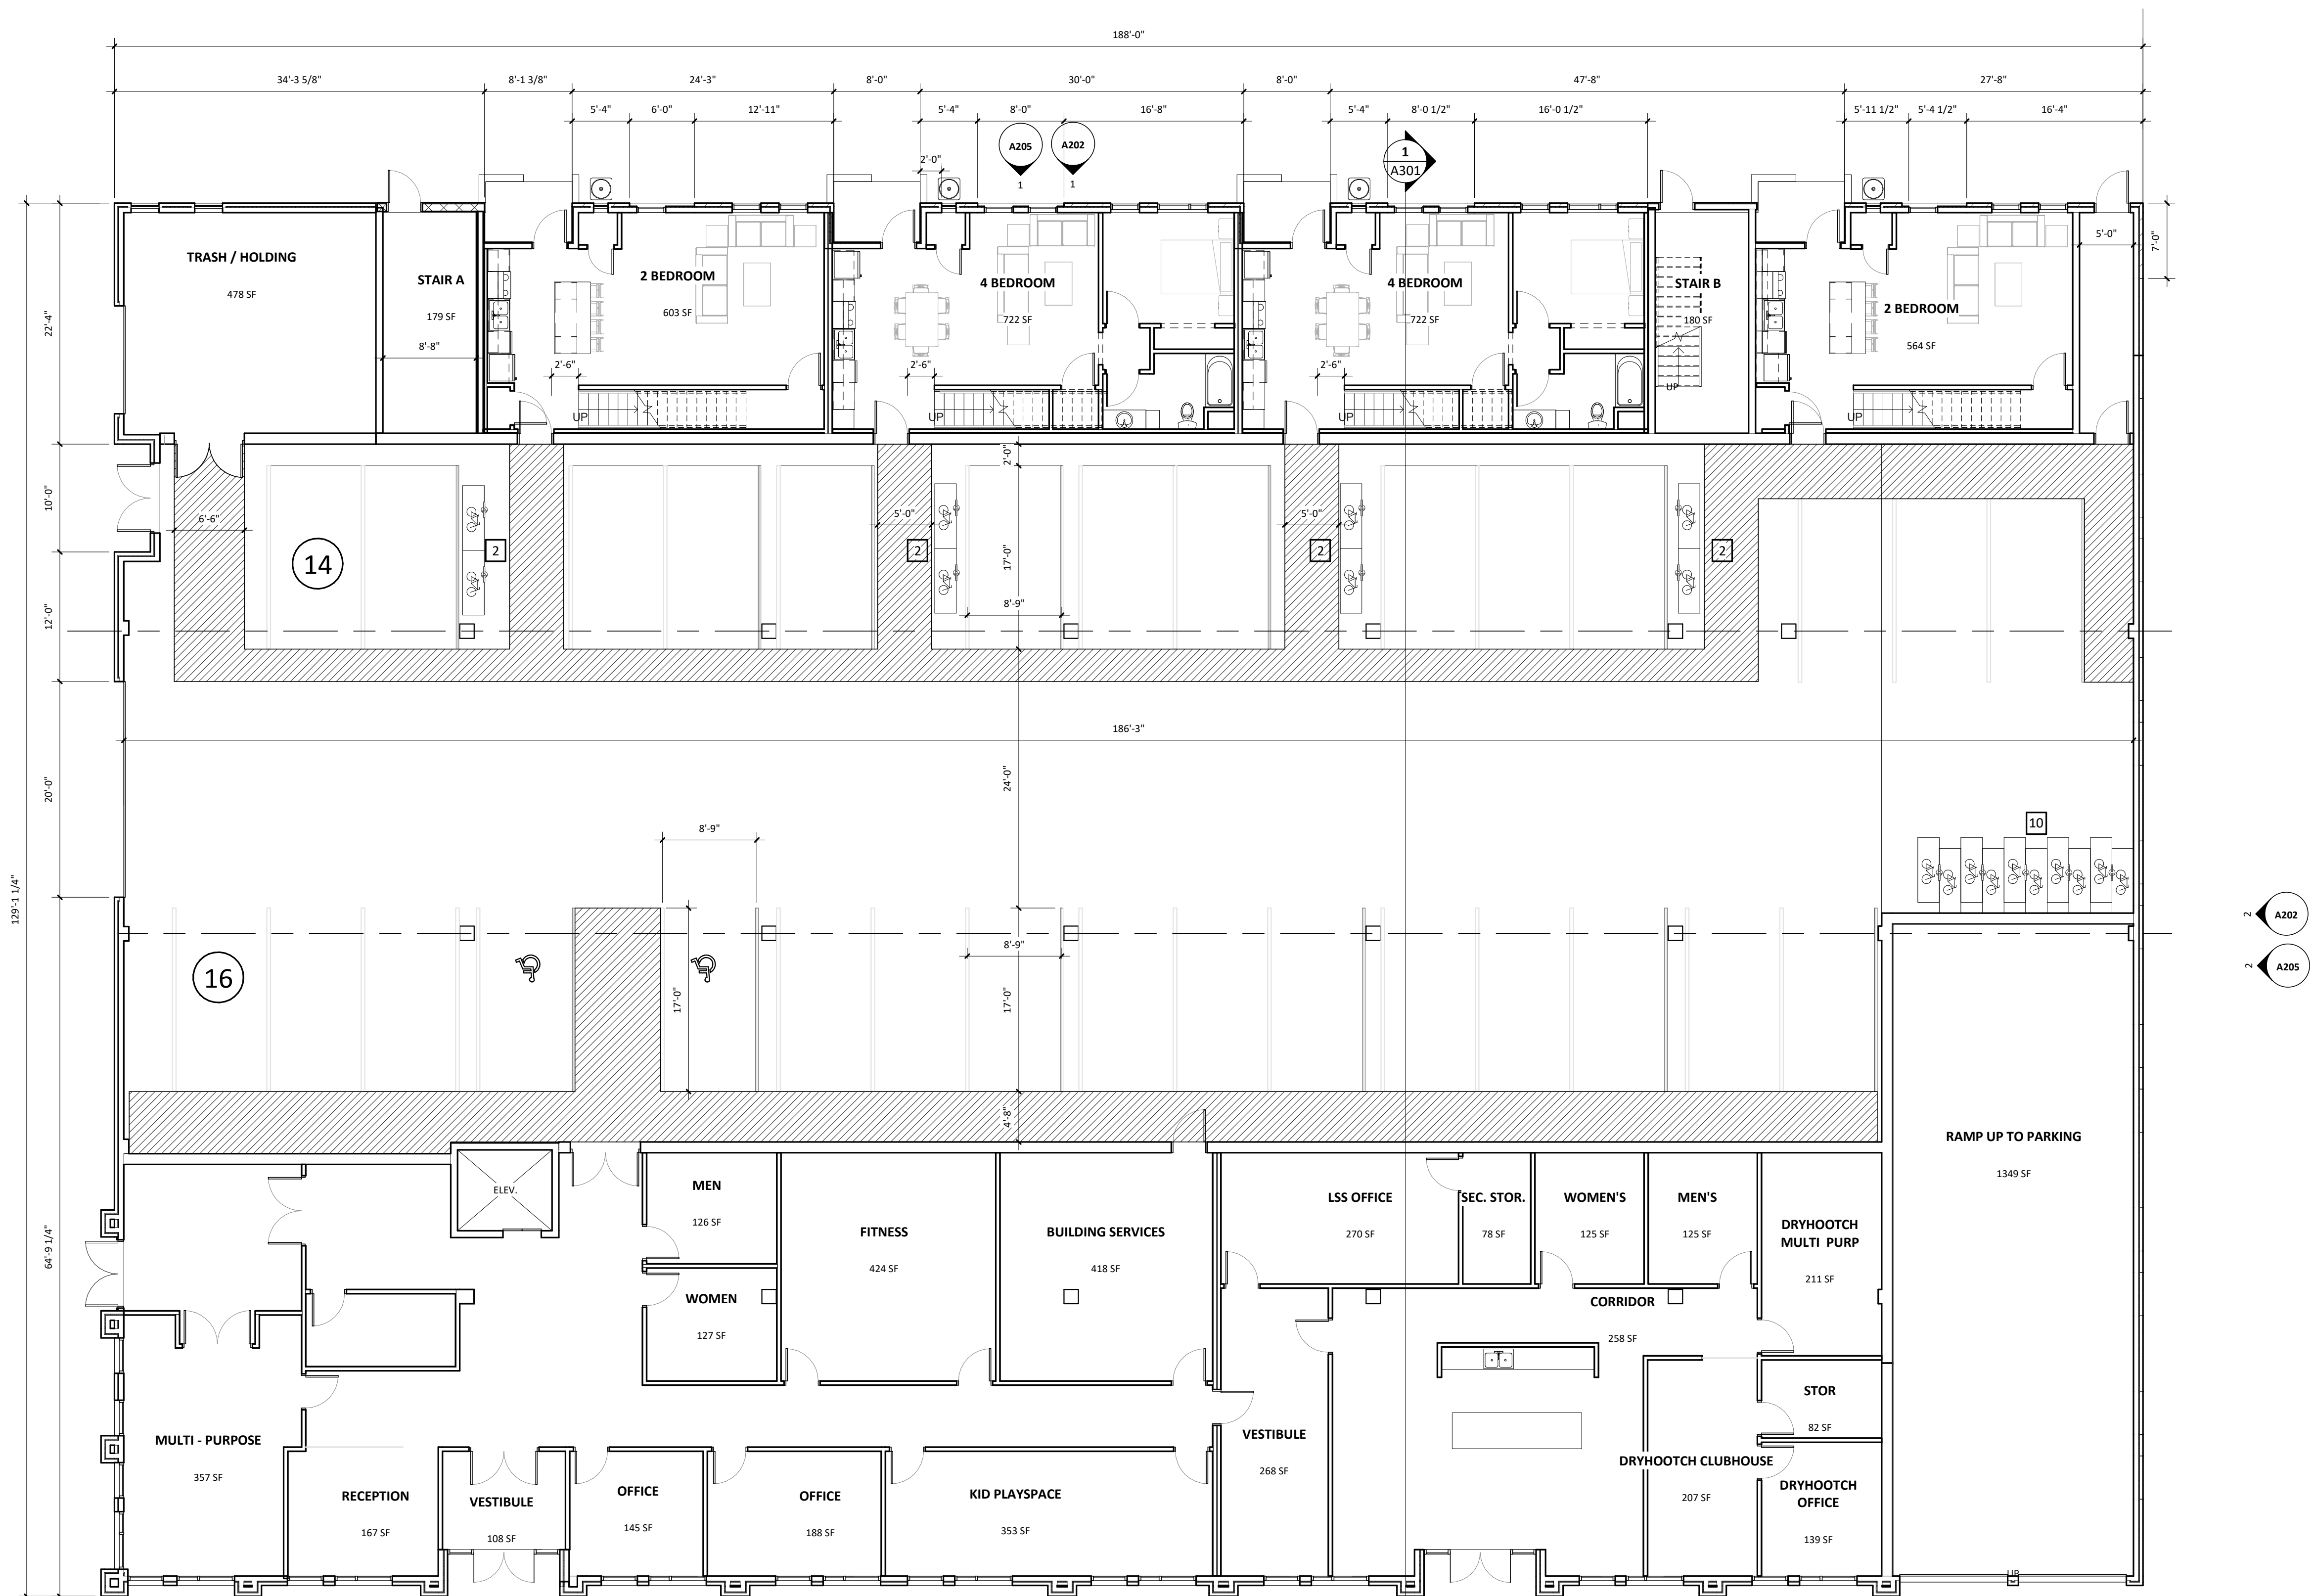 188'-0"
34'-3 5/8"
8'-1 3/8"
24'-3"
8'-0"
30'-0"
8'-0"
47'-8"
27'-8"
5'-4"
6'-0"
12'-11"
5'-4"
8'-0"
16'-8"
5'-4"
8'-0 1/2"
16'-0 1/2"
5'-11 1/2"
5'-4 1/2"
16'-4"
A205
1
A202
1
1
A301
2'-0"
TRASH / HOLDING
478 SF
STAIR A
179 SF
8'-8"
2 BEDROOM
603 SF
2'-6"
UP
4 BEDROOM
722 SF
2'-6"
UP
4 BEDROOM
722 SF
2'-6"
UP
STAIR B
180 SF
UP
2 BEDROOM
564 SF
UP
5'-0"
7'-0"
22'-4"
10'-0"
12'-0"
20'-0"
129'-1 1/4"
64'-9 1/4"
6'-6"
14
2
5'-0"
2
2'-0"
17'-0"
8'-9"
5'-0"
2
2
186'-3"
24'-0"
8'-9"
10
A202
2
A205
2
16
17'-0"
8'-9"
17'-0"
4'-8"
RAMP UP TO PARKING
1349 SF
UP
ELEV.
MEN
126 SF
WOMEN
127 SF
FITNESS
424 SF
BUILDING SERVICES
418 SF
LSS OFFICE
270 SF
SEC. STOR.
78 SF
WOMEN'S
125 SF
MEN'S
125 SF
DRYHOOTCH
MULTI PURP
211 SF
CORRIDOR
258 SF
STOR
82 SF
MULTI - PURPOSE
357 SF
RECEPTION
167 SF
VESTIBULE
108 SF
OFFICE
145 SF
OFFICE
188 SF
KID PLAYSPACE
353 SF
VESTIBULE
268 SF
DRYHOOTCH CLUBHOUSE
207 SF
DRYHOOTCH
OFFICE
139 SF